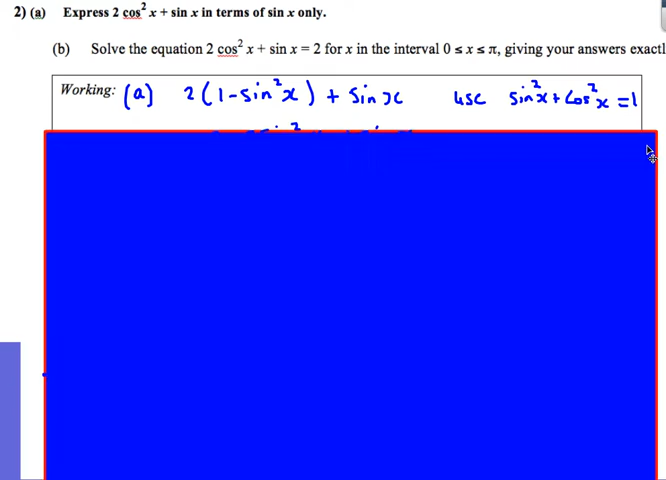 2) (a) Express 2 cos² x + sin x in terms of sin x only.
(b) Solve the equation 2 cos² x + sin x = 2 for x in the interval 0 ≤ x ≤ π, giving your answers exactl
Working: (a) 2(1-sin²x) + sin x use sin²x + cos²x = 1